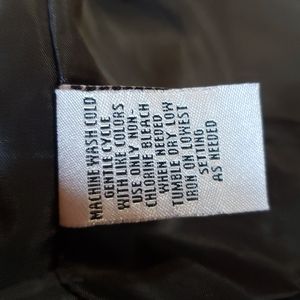 MACHINE WASH COLD
GENTLE CYCLE
WITH LIKE COLORS
USE ONLY NON-
CHLORINE BLEACH
WHEN NEEDED
TUMBLE DRY LOW
IRON ON LOWEST
SETTING
AS NEEDED